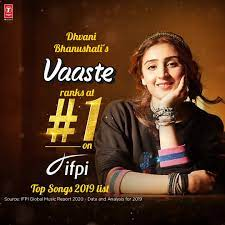 T-SERIES
Dhvani
Bhanushali's
Vaaste
ranks at
#1
on
ifpi
Top Songs 2019 list
Source: IFPI Global Music Report 2020 - Data and Analysis for 2019